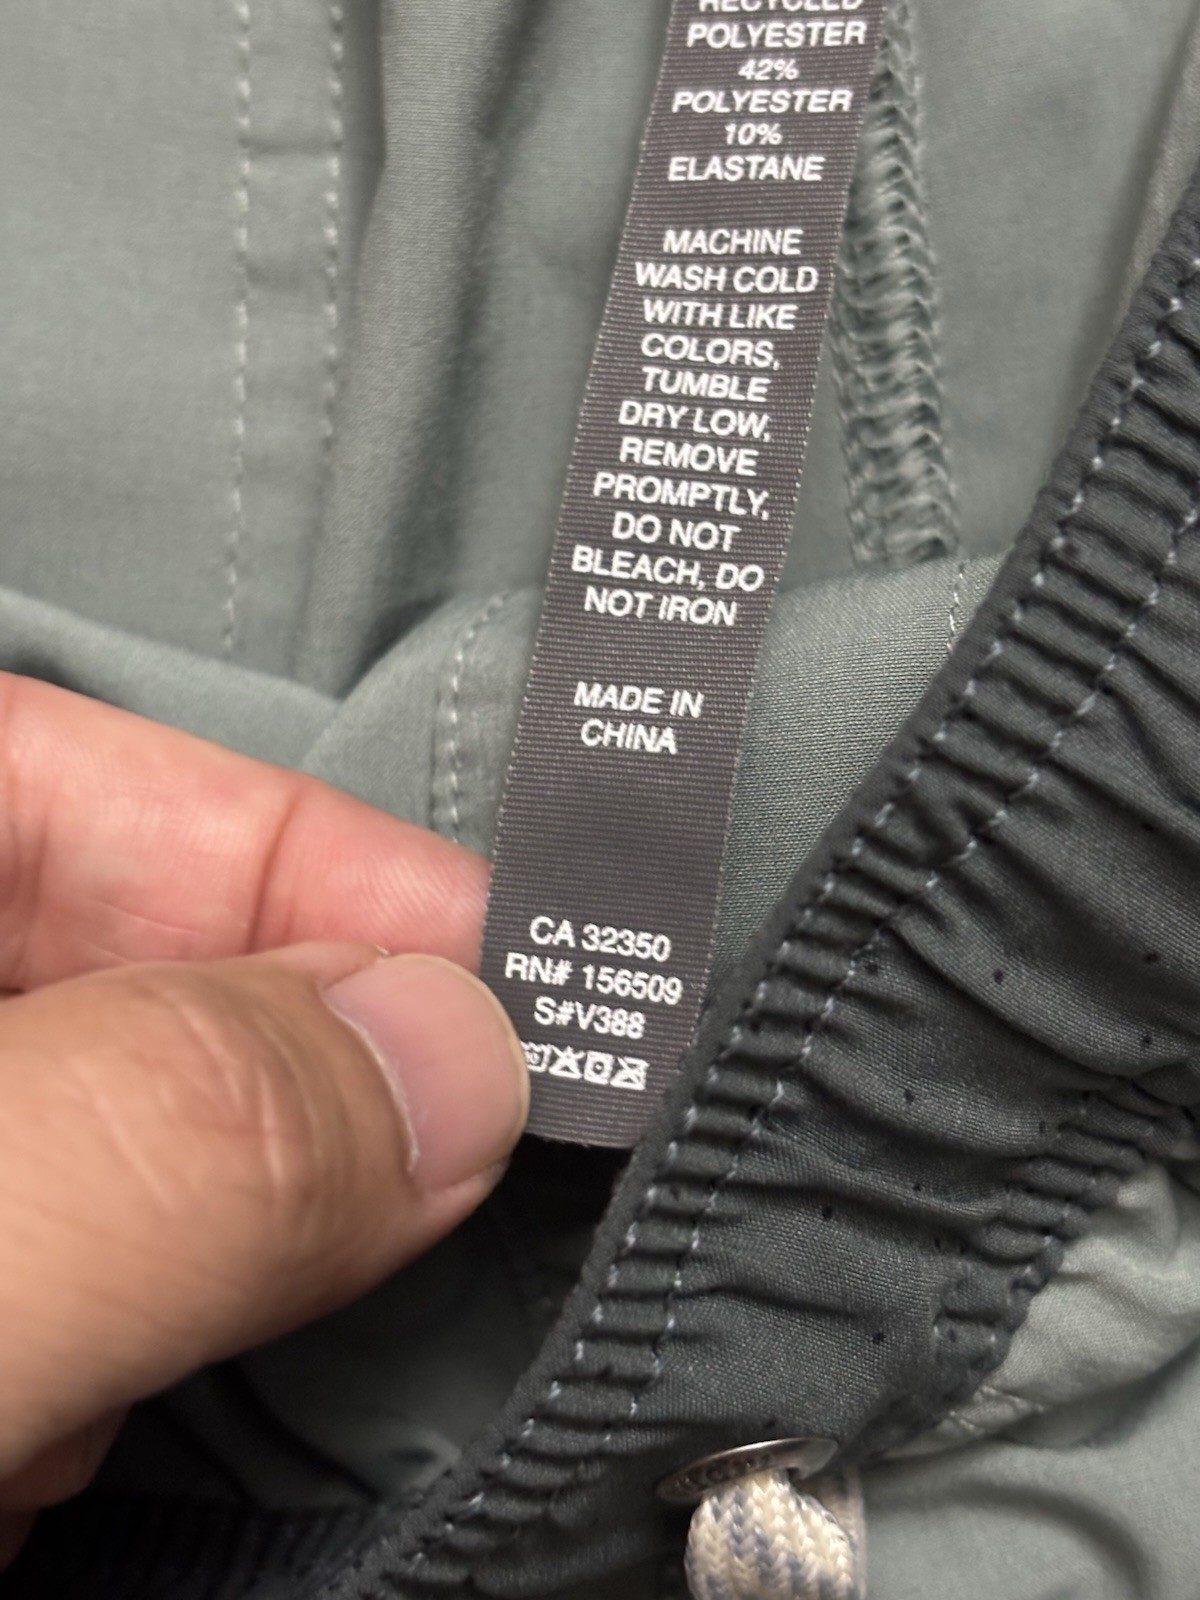 RECYCLED
POLYESTER
42%
POLYESTER
10%
ELASTANE
MACHINE
WASH COLD
WITH LIKE
COLORS,
TUMBLE
DRY LOW,
REMOVE
PROMPTLY,
DO NOT
BLEACH, DO
NOT IRON
MADE IN
CHINA
CA 32350
RN# 156509
S#V388